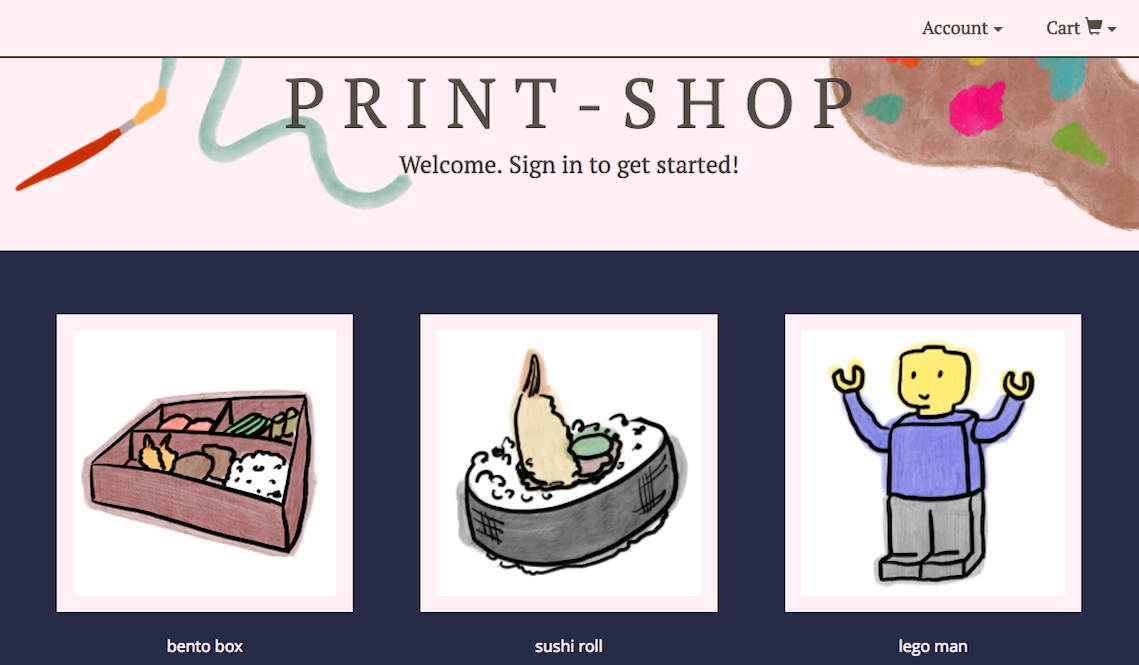 Account
Cart
PRINT-SHOP
Welcome. Sign in to get started!
bento box
sushi roll
lego man